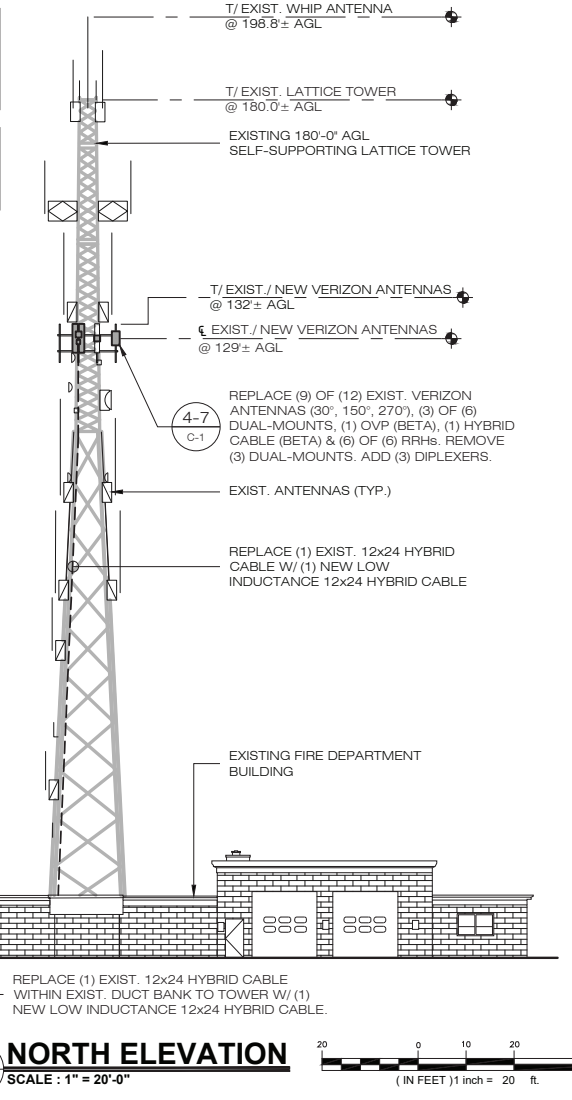 T/ EXIST. WHIP ANTENNA
@ 198.8'± AGL
T/ EXIST. LATTICE TOWER
@ 180.0'± AGL
EXISTING 180'-0" AGL
SELF-SUPPORTING LATTICE TOWER
T/ EXIST./ NEW VERIZON ANTENNAS
@ 132'± AGL
℄ EXIST./ NEW VERIZON ANTENNAS
@ 129'± AGL
4-7
C-1
REPLACE (9) OF (12) EXIST. VERIZON
ANTENNAS (30°, 150°, 270°), (3) OF (6)
DUAL-MOUNTS, (1) OVP (BETA), (1) HYBRID
CABLE (BETA) & (6) OF (6) RRHs. REMOVE
(3) DUAL-MOUNTS. ADD (3) DIPLEXERS.
EXIST. ANTENNAS (TYP.)
REPLACE (1) EXIST. 12x24 HYBRID
CABLE W/ (1) NEW LOW
INDUCTANCE 12x24 HYBRID CABLE
EXISTING FIRE DEPARTMENT
BUILDING
REPLACE (1) EXIST. 12x24 HYBRID CABLE
WITHIN EXIST. DUCT BANK TO TOWER W/ (1)
NEW LOW INDUCTANCE 12x24 HYBRID CABLE.
NORTH ELEVATION
SCALE : 1" = 20'-0"
20 0 10 20
( IN FEET )1 inch = 20 ft.